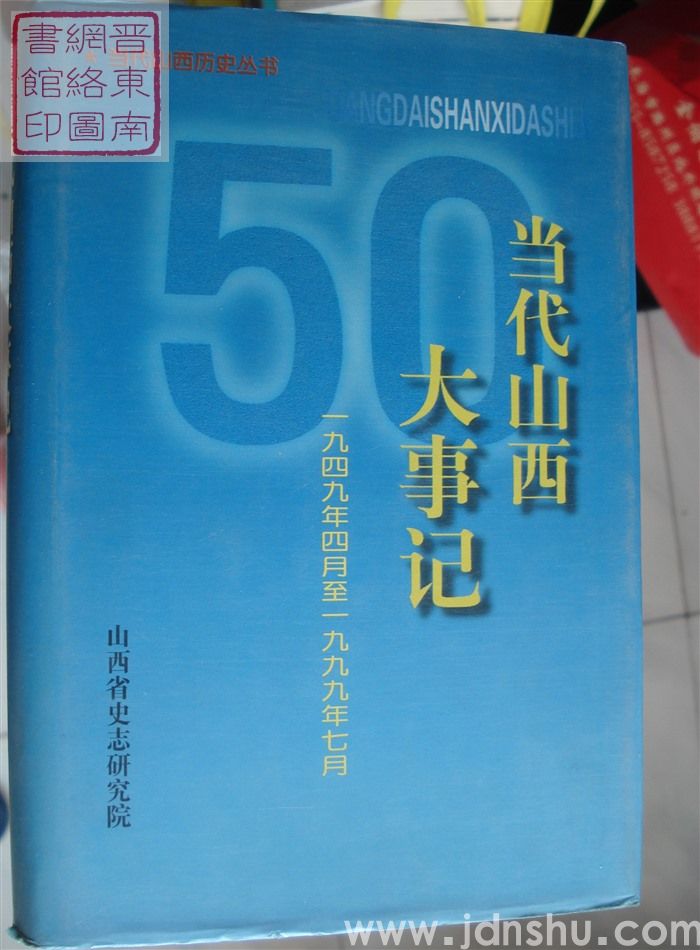 晋東南
網絡圖
書館印
当代山西历史丛书
ANGDAISHANXIDASHI
50
当代山西
大事记
一九四九年四月至一九九九年七月
山西省史志研究院
www.jdnshu.com